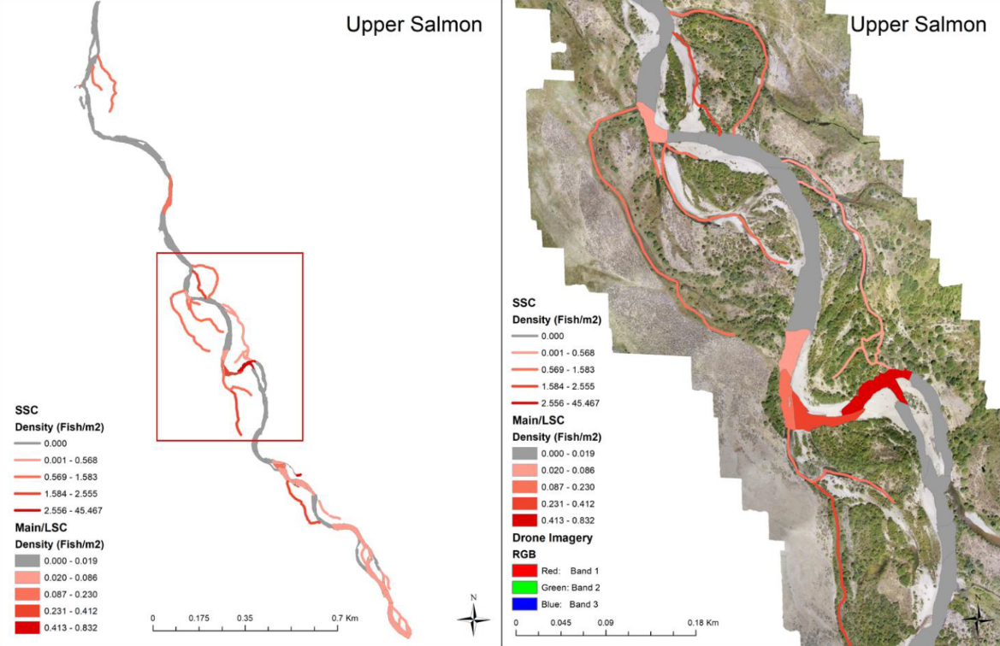 Upper Salmon
SSC
Density (Fish/m2)
0.000
0.001 - 0.568
0.569 - 1.583
1.584 - 2.555
2.556 - 45.467
Main/LSC
Density (Fish/m2)
0.000 - 0.019
0.020 - 0.086
0.087 - 0.230
0.231 - 0.412
0.413 - 0.832
0 0.175 0.35 0.7 Km
N
Upper Salmon
SSC
Density (Fish/m2)
0.000
0.001 - 0.568
0.569 - 1.583
1.584 - 2.555
2.556 - 45.467
Main/LSC
Density (Fish/m2)
0.000 - 0.019
0.020 - 0.086
0.087 - 0.230
0.231 - 0.412
0.413 - 0.832
Drone Imagery
RGB
Red: Band 1
Green: Band 2
Blue: Band 3
0 0.045 0.09 0.18 Km